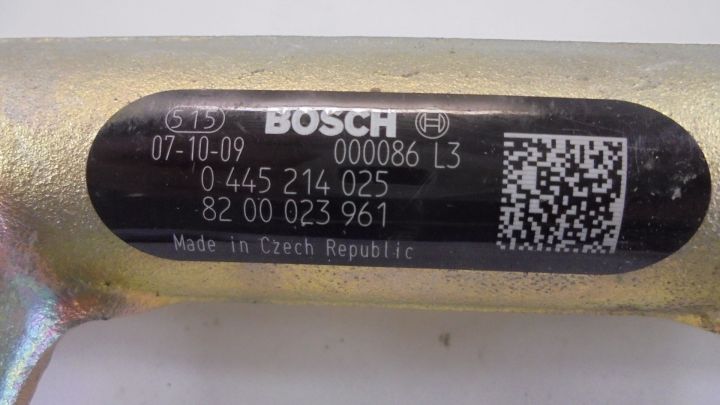 515 BOSCH
07-10-09 000086 L3
0 445 214 025
82 00 023 961
Made in Czech Republic